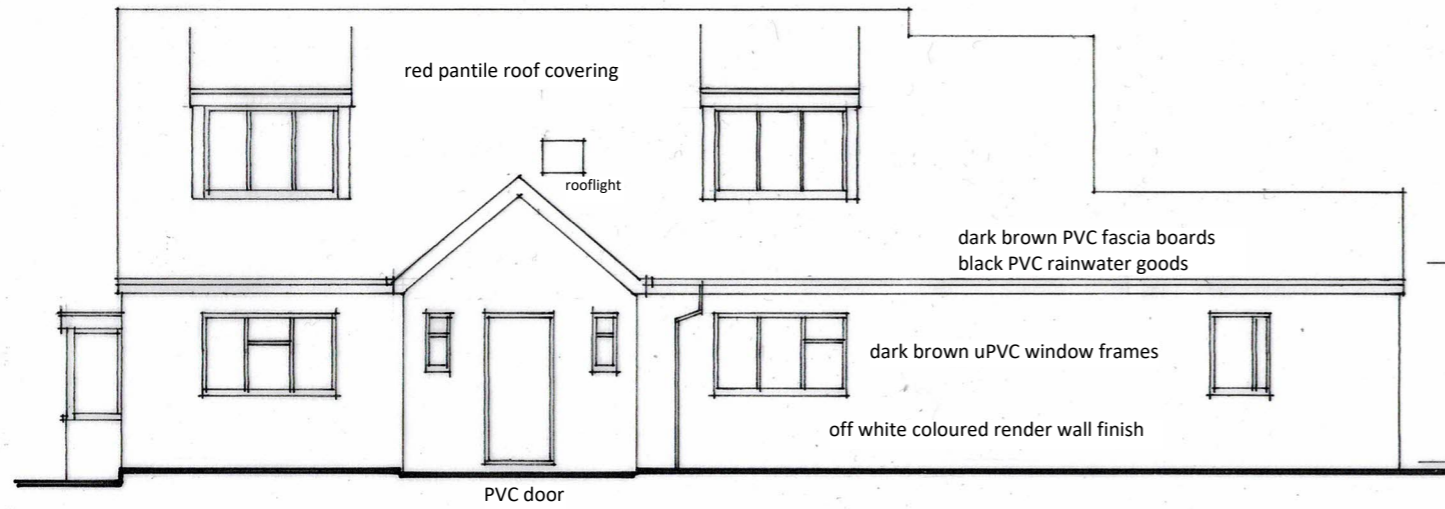 red pantile roof covering
rooflight
dark brown PVC fascia boards
black PVC rainwater goods
dark brown uPVC window frames
off white coloured render wall finish
PVC door